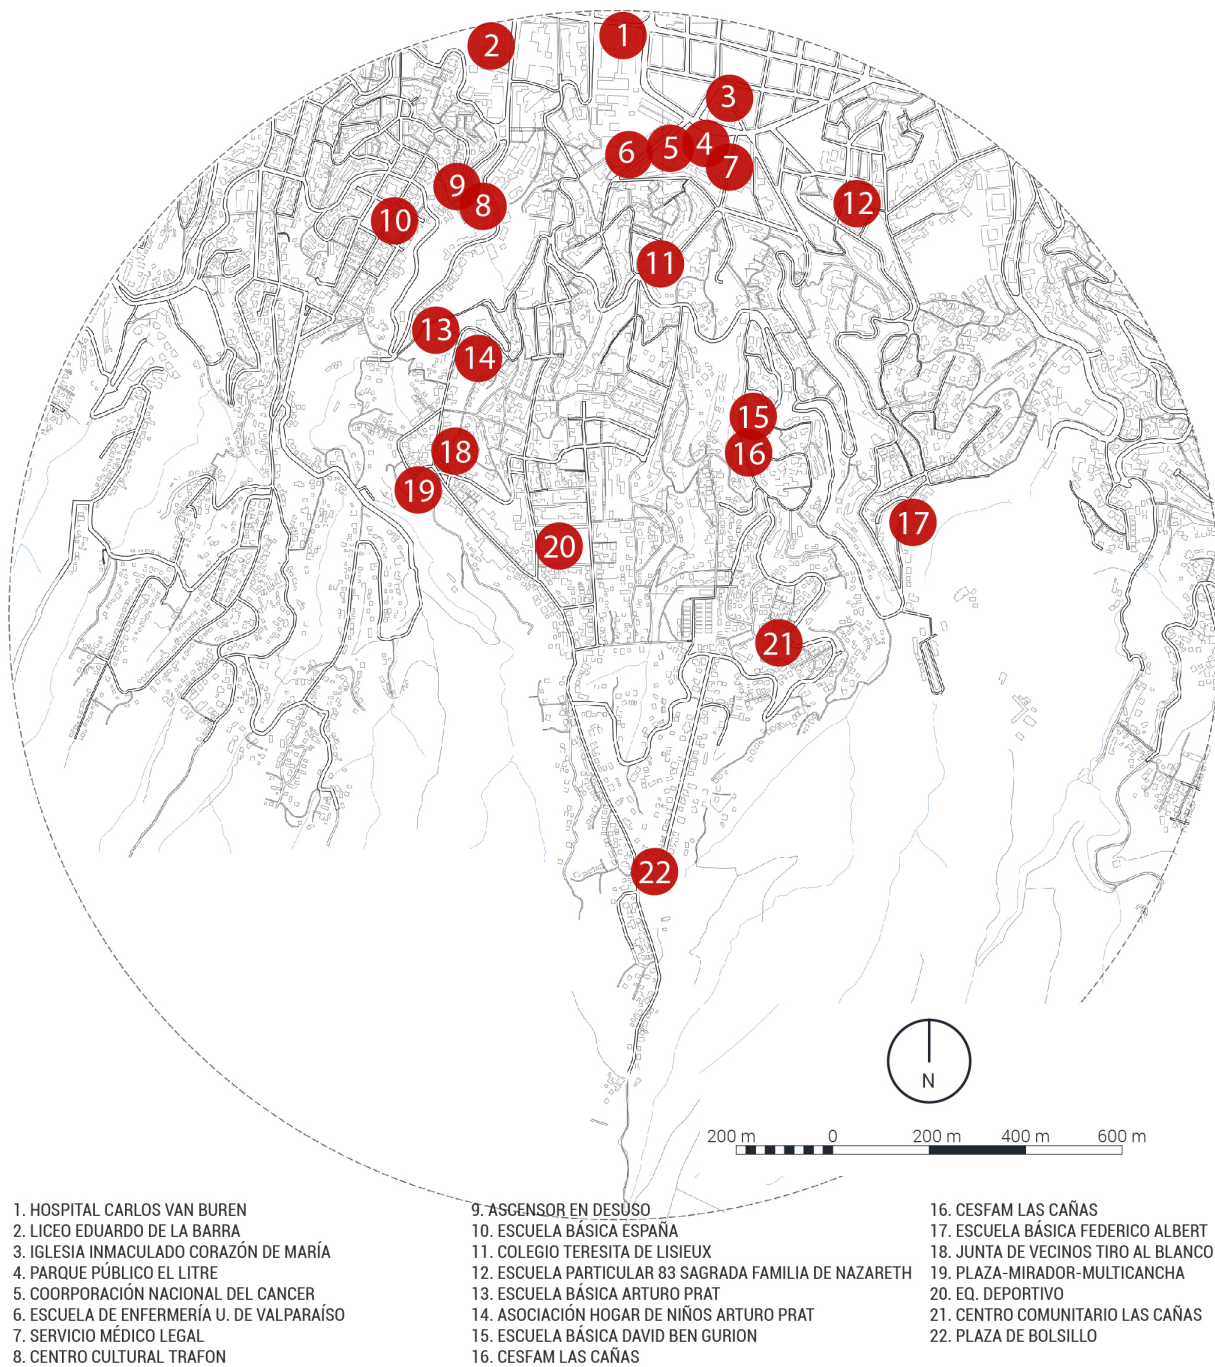 1
2
3
4
5
6
7
8
9
10
11
12
13
14
15
16
17
18
19
20
21
22
N
200 m 0 200 m 400 m 600 m
1. HOSPITAL CARLOS VAN BUREN
2. LICEO EDUARDO DE LA BARRA
3. IGLESIA INMACULADO CORAZÓN DE MARÍA
4. PARQUE PÚBLICO EL LITRE
5. COORPORACIÓN NACIONAL DEL CANCER
6. ESCUELA DE ENFERMERÍA U. DE VALPARAÍSO
7. SERVICIO MÉDICO LEGAL
8. CENTRO CULTURAL TRAFON
9. ASCENSOR EN DESUSO
10. ESCUELA BÁSICA ESPAÑA
11. COLEGIO TERESITA DE LISIEUX
12. ESCUELA PARTICULAR 83 SAGRADA FAMILIA DE NAZARETH
13. ESCUELA BÁSICA ARTURO PRAT
14. ASOCIACIÓN HOGAR DE NIÑOS ARTURO PRAT
15. ESCUELA BÁSICA DAVID BEN GURION
16. CESFAM LAS CAÑAS
16. CESFAM LAS CAÑAS
17. ESCUELA BÁSICA FEDERICO ALBERT
18. JUNTA DE VECINOS TIRO AL BLANCO
19. PLAZA-MIRADOR-MULTICANCHA
20. EQ. DEPORTIVO
21. CENTRO COMUNITARIO LAS CAÑAS
22. PLAZA DE BOLSILLO